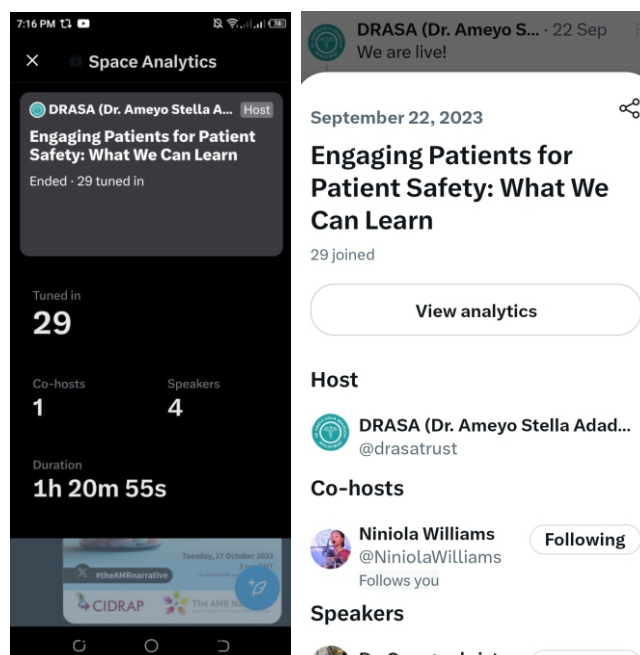 7:16 PM
Space Analytics
DRASA (Dr. Ameyo Stella A... Host
Engaging Patients for Patient
Safety: What We Can Learn
Ended · 29 tuned in
Tuned in
29
Co-hosts
Speakers
1
4
Duration
1h 20m 55s
Tuesday, 17 October 2023
#theAMRnarrative
CIDRAP
The AMR Na
DRASA (Dr. Ameyo S... · 22 Sep
We are live!
September 22, 2023
Engaging Patients for
Patient Safety: What We
Can Learn
29 joined
View analytics
Host
DRASA (Dr. Ameyo Stella Adad...
@drasatrust
Co-hosts
Niniola Williams
Following
@NiniolaWilliams
Follows you
Speakers